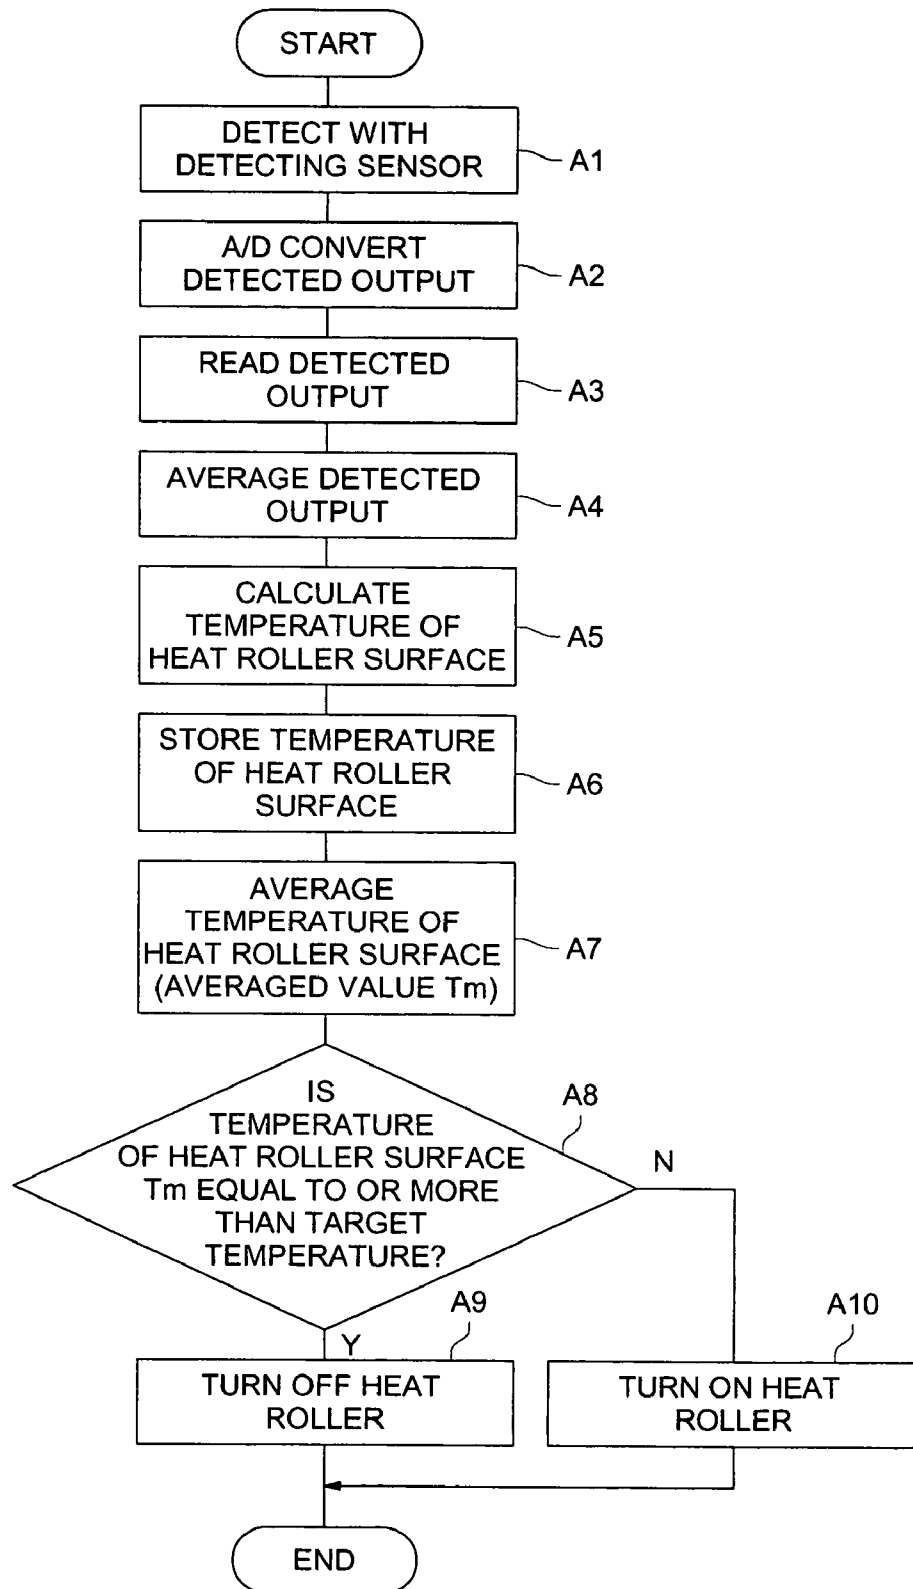 START
DETECT WITH
DETECTING SENSOR
A1
A/D CONVERT
DETECTED OUTPUT
A2
READ DETECTED
OUTPUT
A3
AVERAGE DETECTED
OUTPUT
A4
CALCULATE
TEMPERATURE OF
HEAT ROLLER SURFACE
A5
STORE TEMPERATURE
OF HEAT ROLLER
SURFACE
A6
AVERAGE
TEMPERATURE OF
HEAT ROLLER SURFACE
(AVERAGED VALUE Tm)
A7
IS
TEMPERATURE
OF HEAT ROLLER SURFACE
Tm EQUAL TO OR MORE
THAN TARGET
TEMPERATURE?
A8
N
Y
A9
TURN OFF HEAT
ROLLER
A10
TURN ON HEAT
ROLLER
END